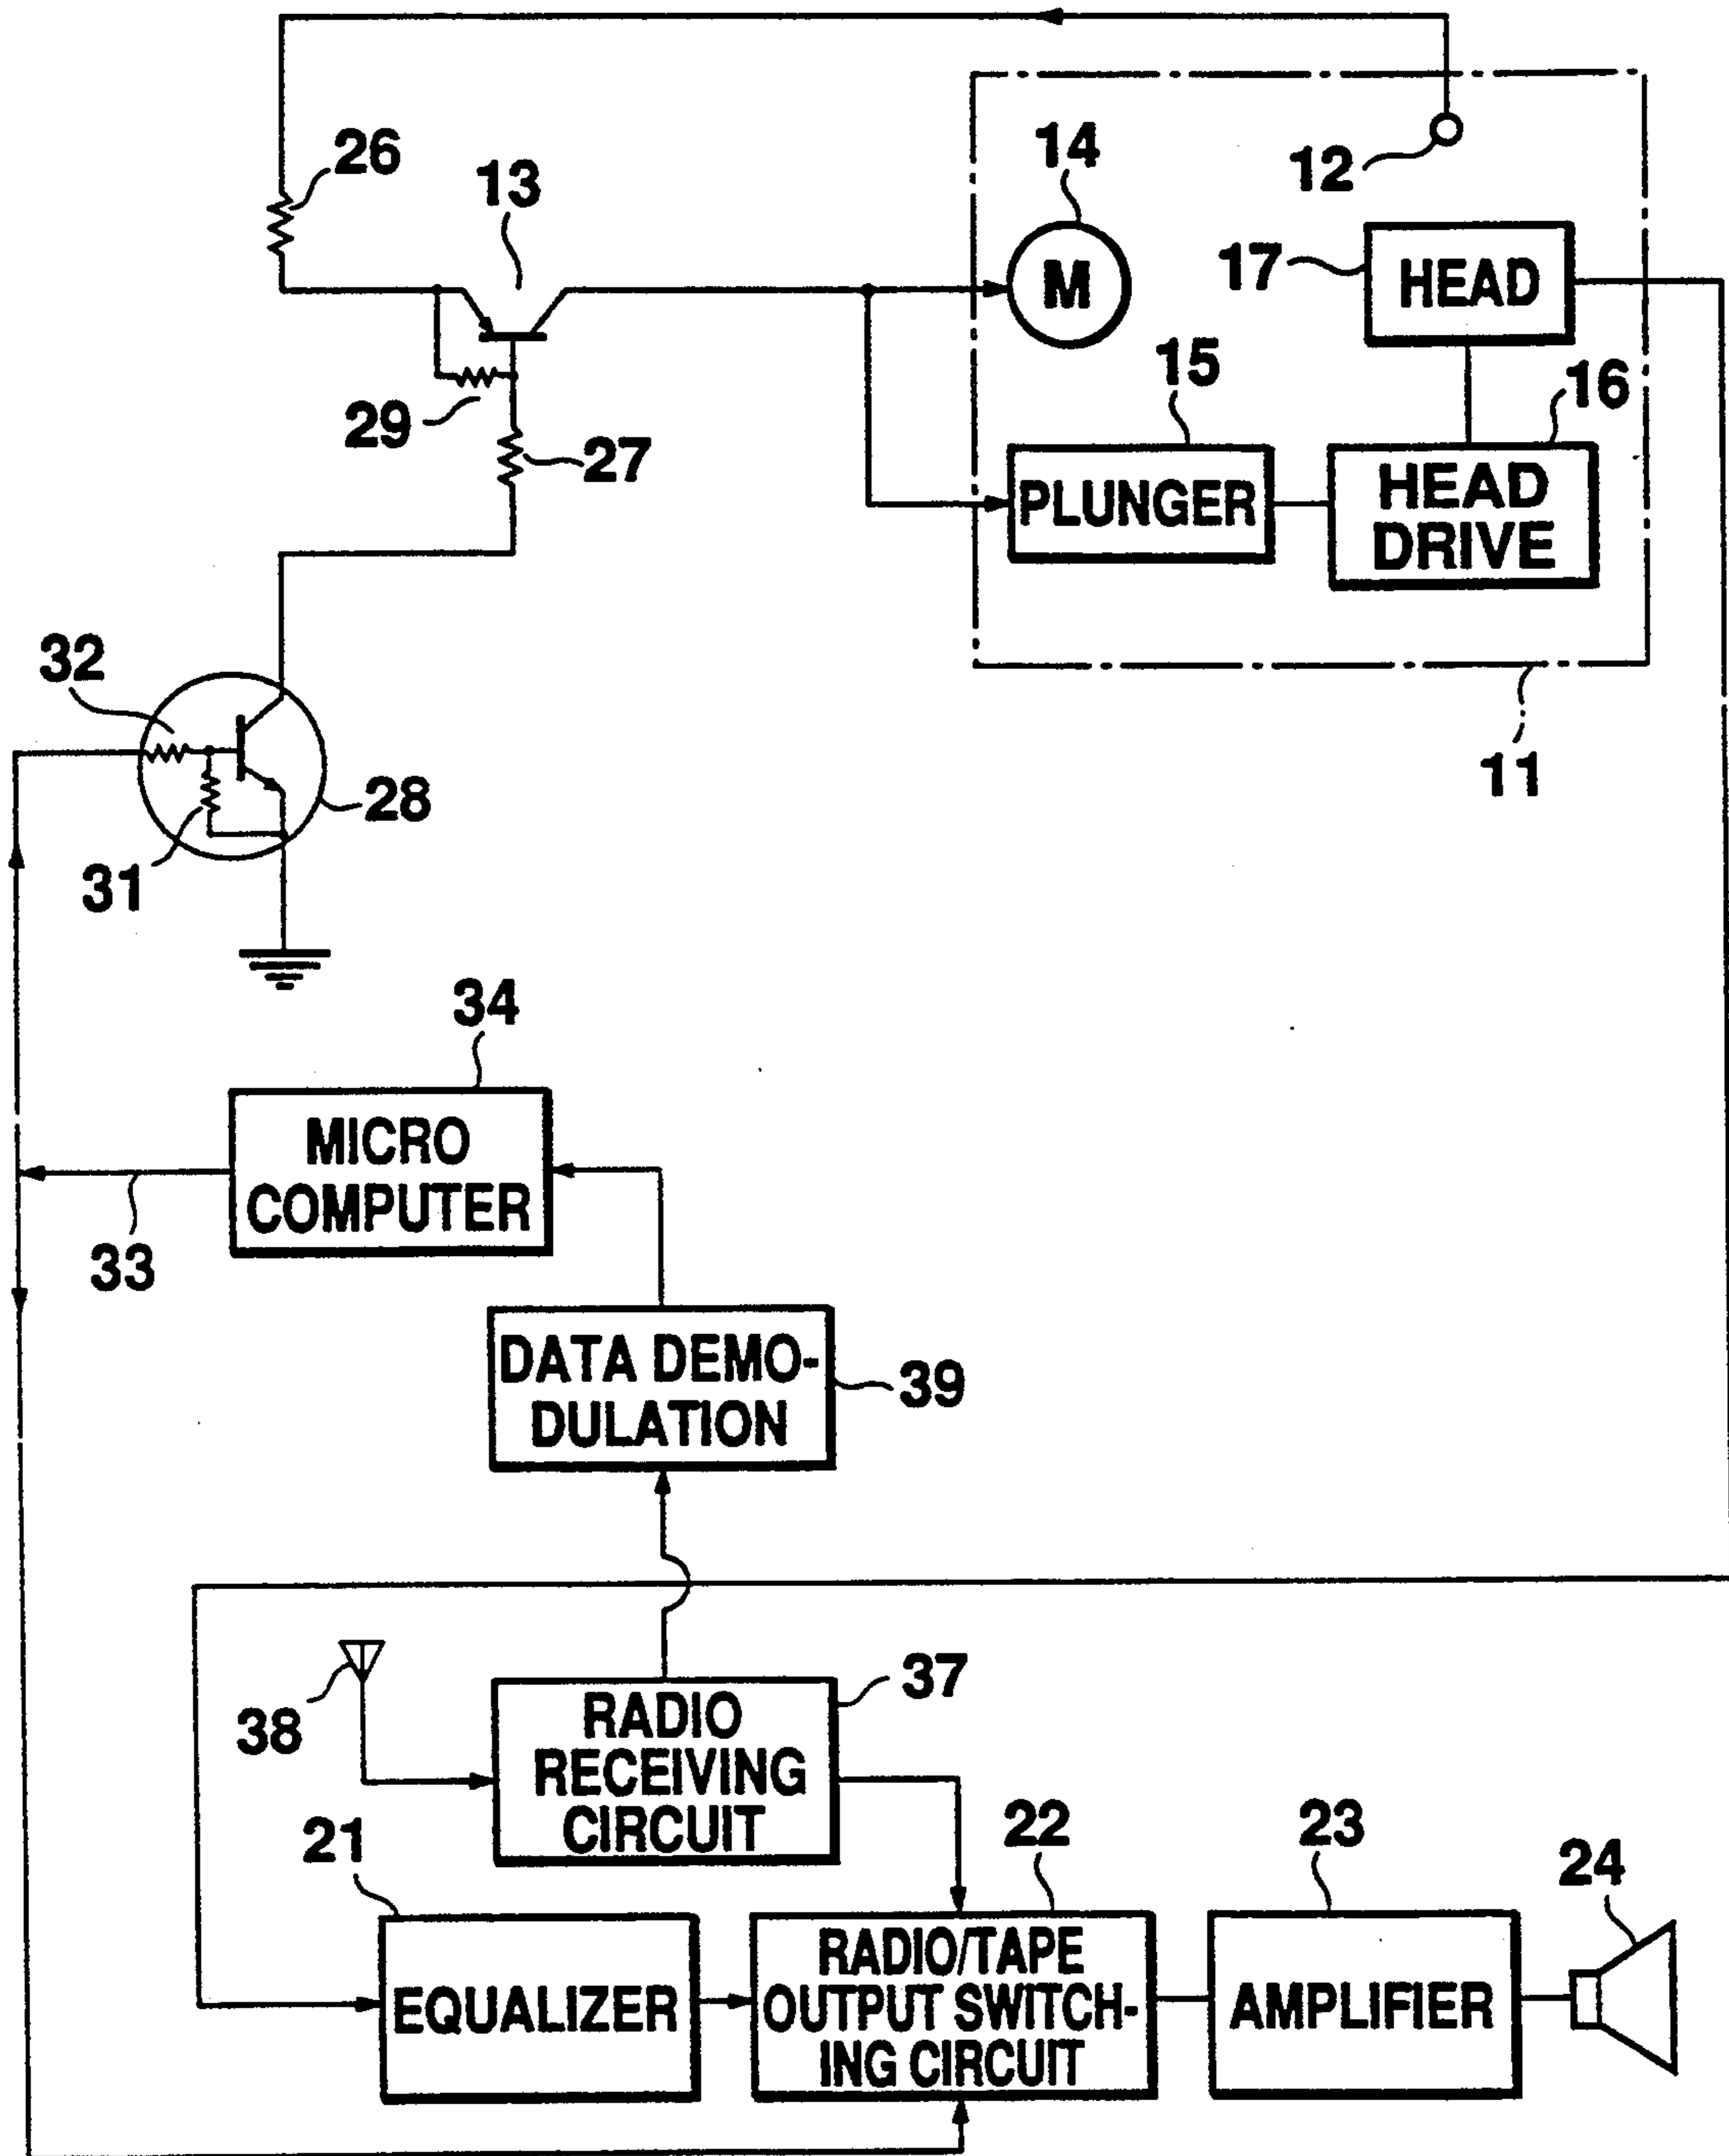 26
13
14
12
M
17
HEAD
29
27
15
16
PLUNGER
HEAD
DRIVE
32
28
31
11
34
MICRO
COMPUTER
33
DATA DEMO-
DULATION
39
38
37
RADIO
RECEIVING
CIRCUIT
21
22
23
24
EQUALIZER
RADIO/TAPE
OUTPUT SWITCH-
ING CIRCUIT
AMPLIFIER